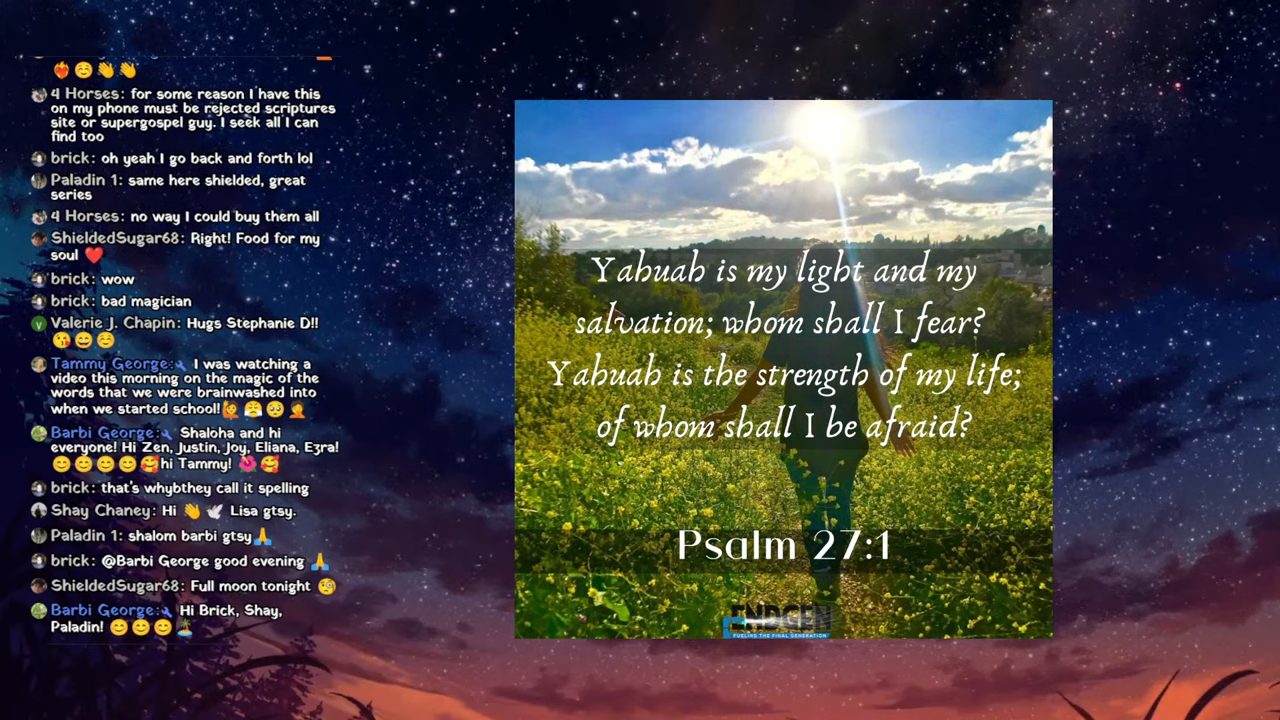 4 Horses: for some reason I have this
on my phone must be rejected scriptures
site or supergospel guy. I seek all I can
find too
brick: oh yeah I go back and forth lol
Paladin 1: same here shielded, great
series
4 Horses: no way I could buy them all
ShieldedSugar68: Right! Food for my
soul ❤️
brick: wow
brick: bad magician
Valerie J. Chapin: Hugs Stephanie D!!
😘😄☺️
Tammy George:🔧 I was watching a
video this morning on the magic of the
words that we were brainwashed into
when we started school!🙋😤🥺🤦
Barbi George:🔧 Shaloha and hi
everyone! Hi Zen, Justin, Joy, Eliana, Ezra!
😊😊😊😊🥰hi Tammy! 🌺🥰
brick: that's whybthey call it spelling
Shay Chaney: Hi 👋 🕊️ Lisa gtsy.
Paladin 1: shalom barbi gtsy🙏
brick: @Barbi George good evening 🙏
ShieldedSugar68: Full moon tonight 🧐
Barbi George:🔧 Hi Brick, Shay,
Paladin! 😊😊😊🏝️
Yahuah is my light and my
salvation; whom shall I fear?
Yahuah is the strength of my life;
of whom shall I be afraid?
Psalm 27:1
ENDGEN
FUELING THE FINAL GENERATION